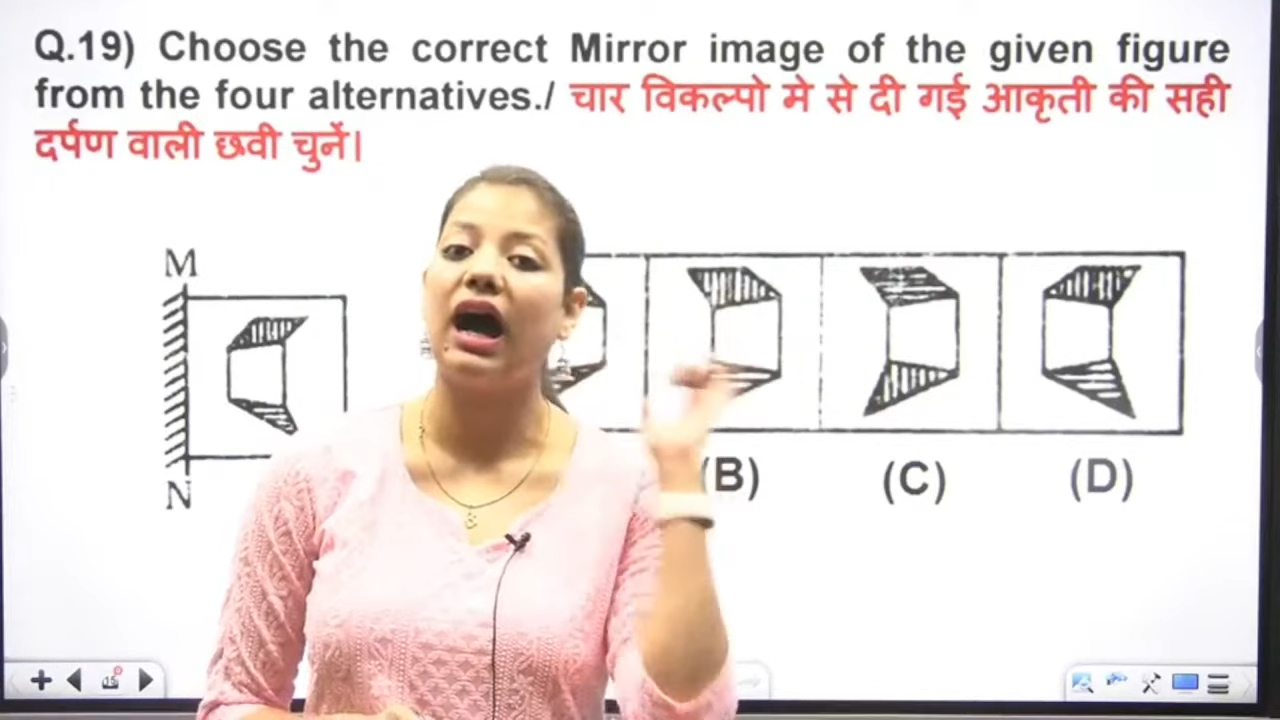 Q.19) Choose the correct Mirror image of the given figure
from the four alternatives./ चार विकल्पो मे से दी गई आकृती की सही
दर्पण वाली छवी चुनें।
M
N
(B) (C) (D)